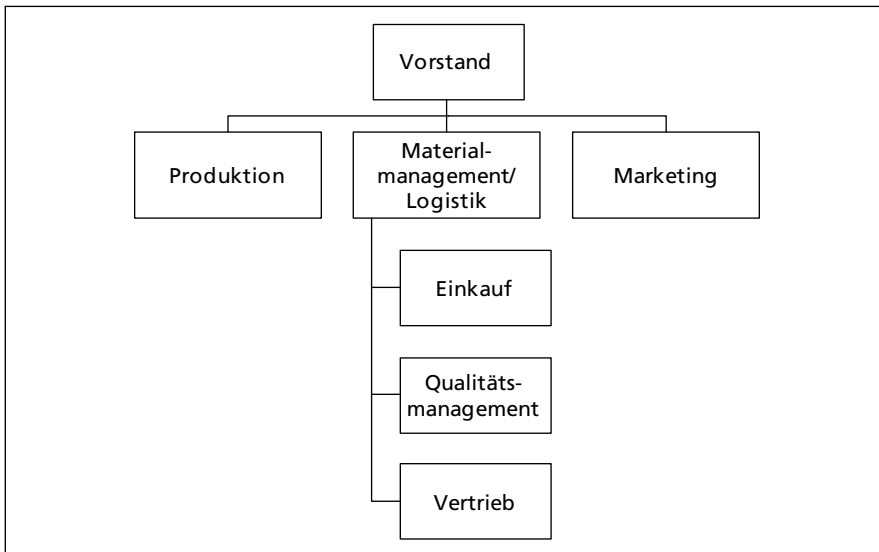 Vorstand
Produktion
Material-
management/
Logistik
Marketing
Einkauf
Qualitäts-
management
Vertrieb